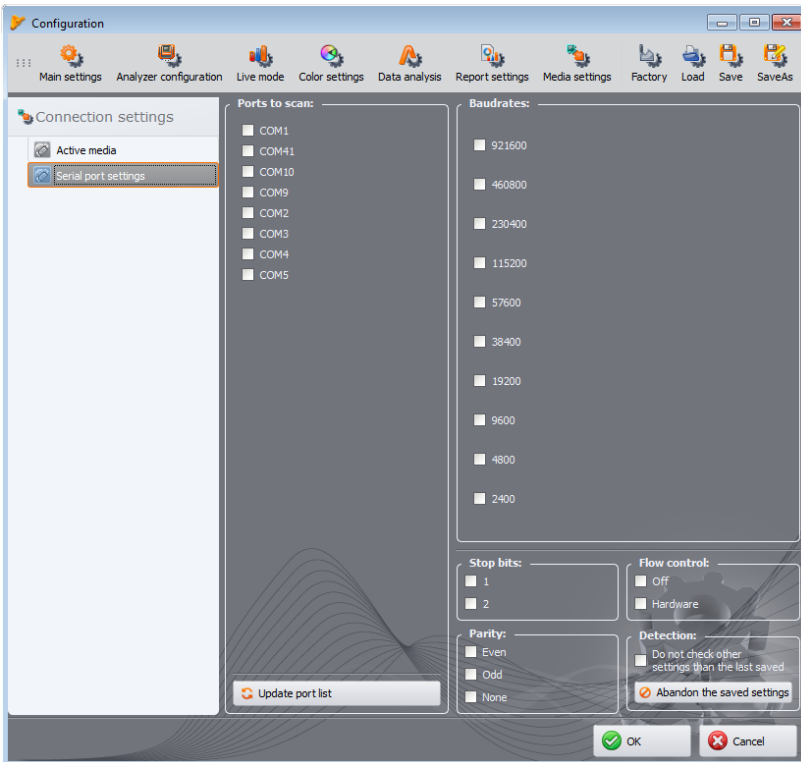 Configuration
Main settings
Analyzer configuration
Live mode
Color settings
Data analysis
Report settings
Media settings
Factory
Load
Save
SaveAs
Connection settings
Active media
Serial port settings
Ports to scan:
COM1
COM41
COM10
COM9
COM2
COM3
COM4
COM5
Update port list
Baudrates:
921600
460800
230400
115200
57600
38400
19200
9600
4800
2400
Stop bits:
1
2
Flow control:
Off
Hardware
Parity:
Even
Odd
None
Detection:
Do not check other
settings than the last saved
Abandon the saved settings
OK
Cancel